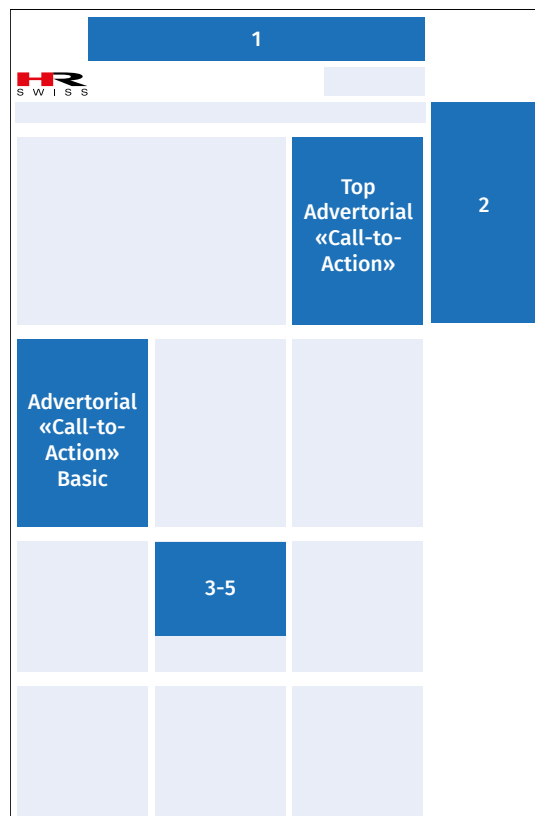 1
HR
SWISS
Top
Advertorial
«Call-to-
Action»
2
Advertorial
«Call-to-
Action»
Basic
3-5